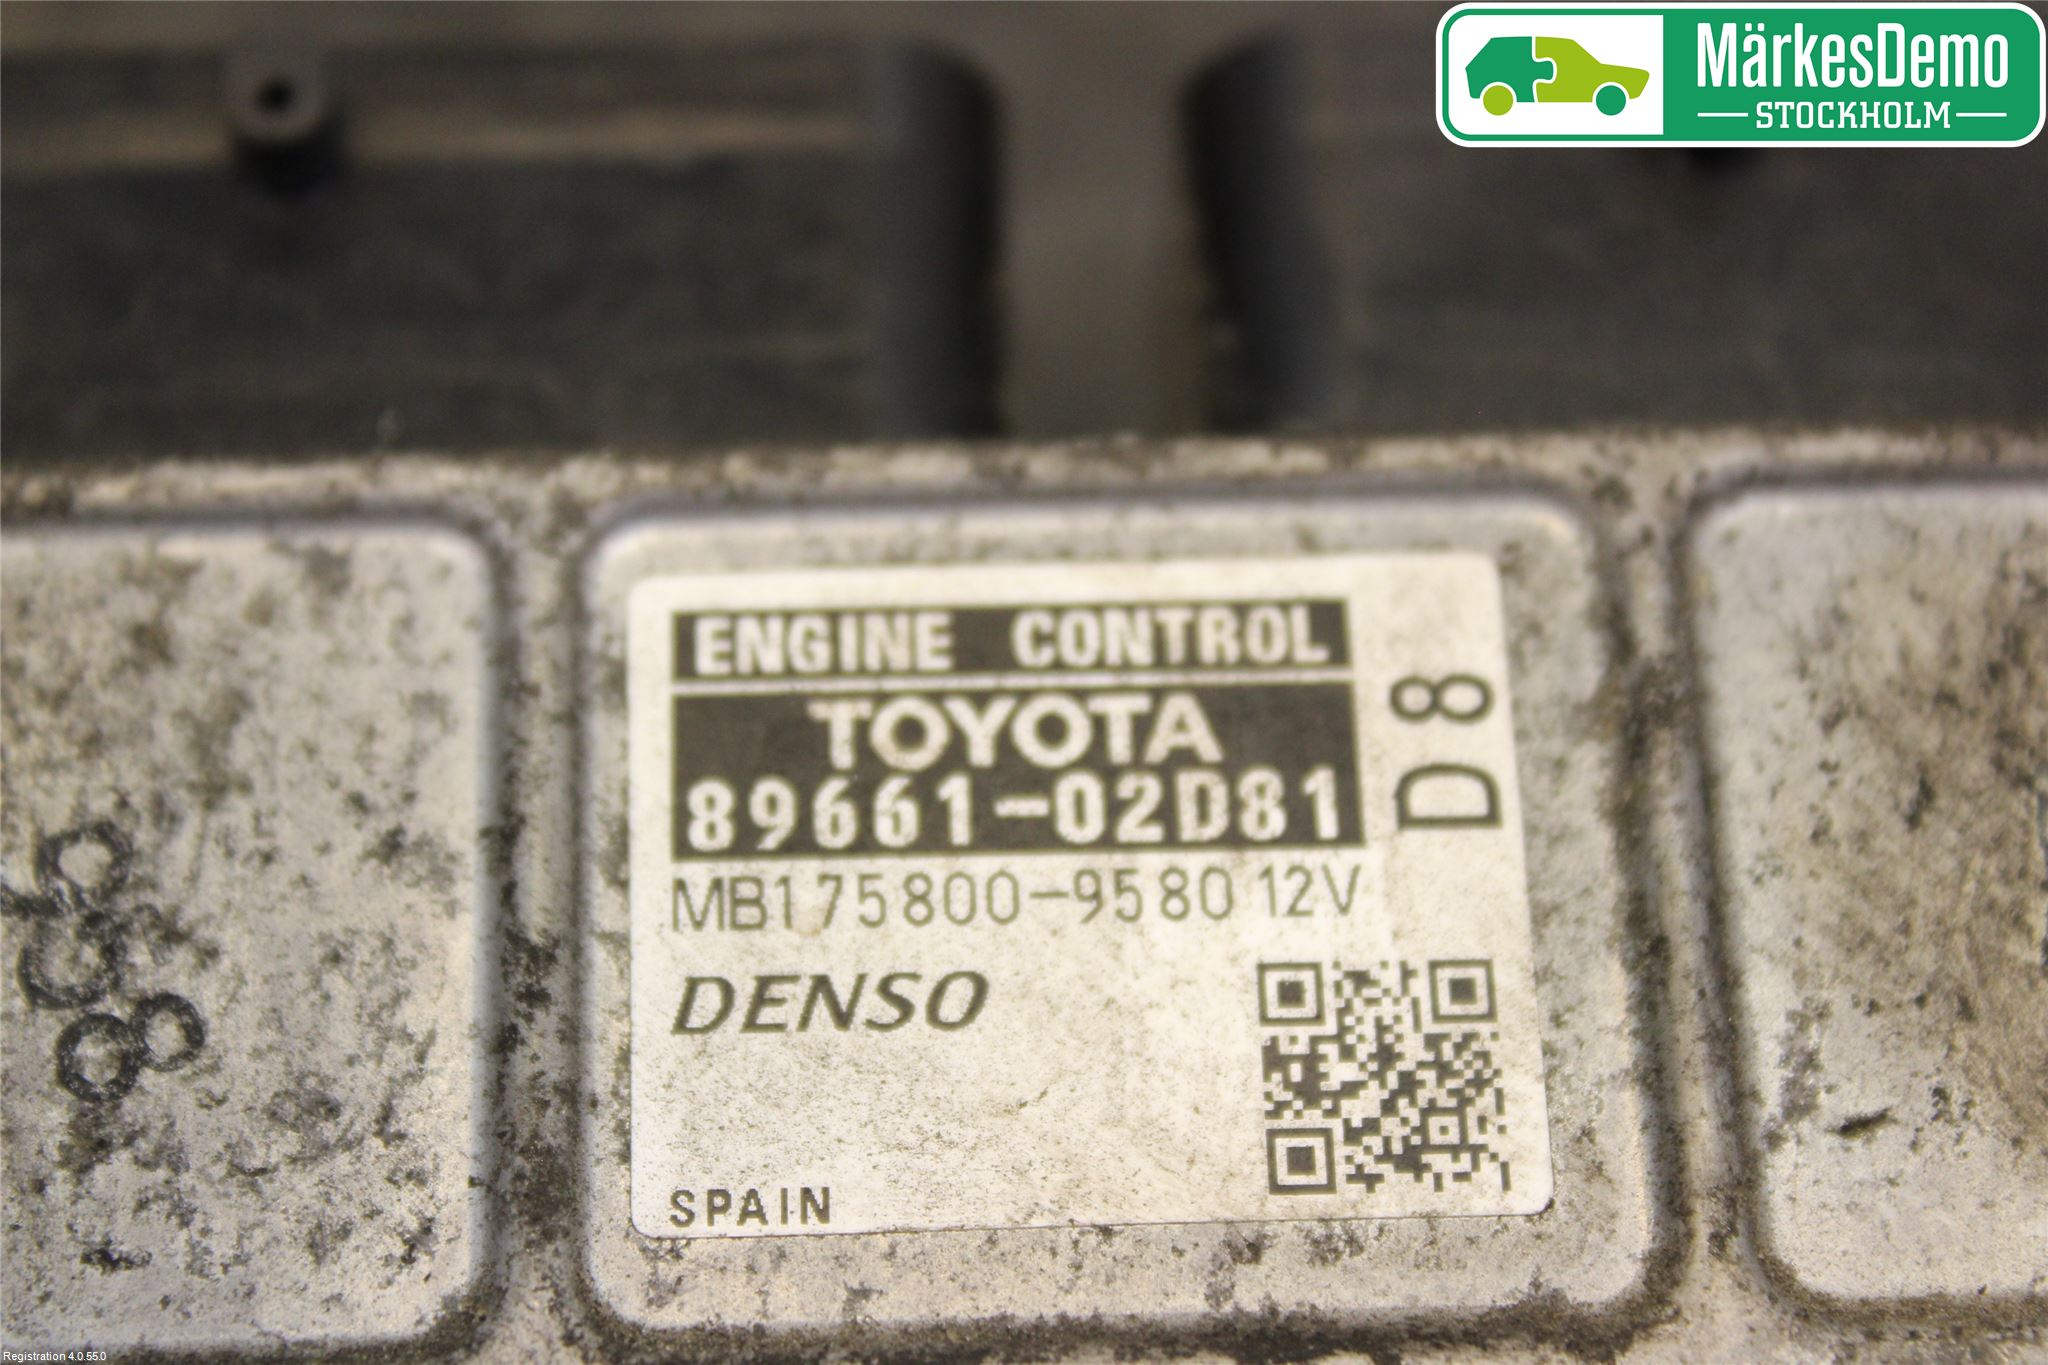 MärkesDemo
STOCKHOLM
ENGINE CONTROL
TOYOTA
89661-02D81
D8
MB175800-9580 12V
DENSO
SPAIN
Registration 4.0.55.0